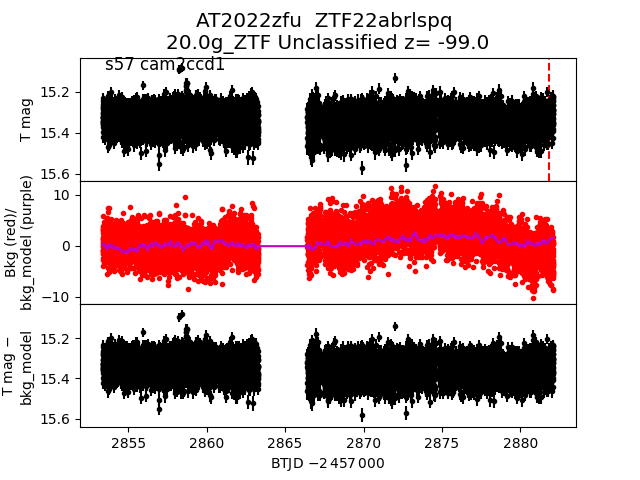 AT2022zfu  ZTF22abrlspq
20.0g_ZTF Unclassified z= -99.0
s57 cam2ccd1
T mag
15.2
15.4
15.6
Bkg (red)/
bkg_model (purple)
10
0
−10
T mag −
bkg_model
15.2
15.4
15.6
2855 2860 2865 2870 2875 2880
BTJD −2 457 000